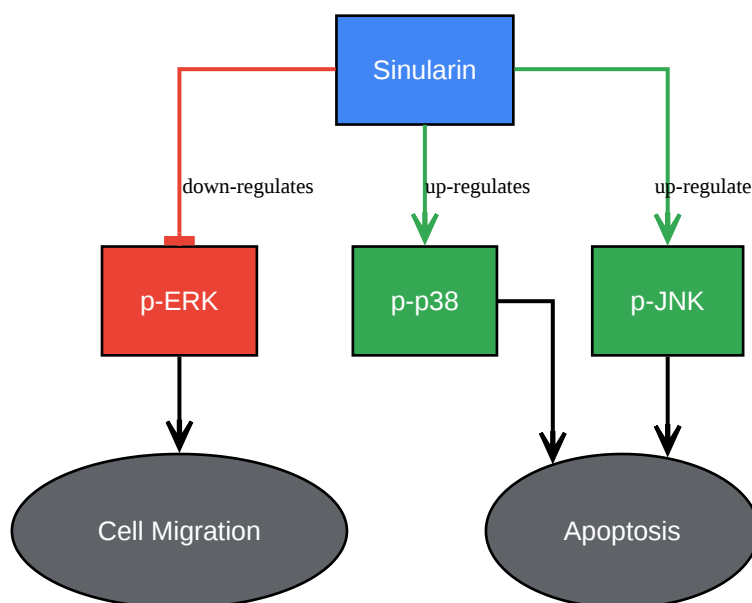 Sinularin
down-regulates
up-regulates
up-regulate
p-ERK
p-p38
p-JNK
Cell Migration
Apoptosis